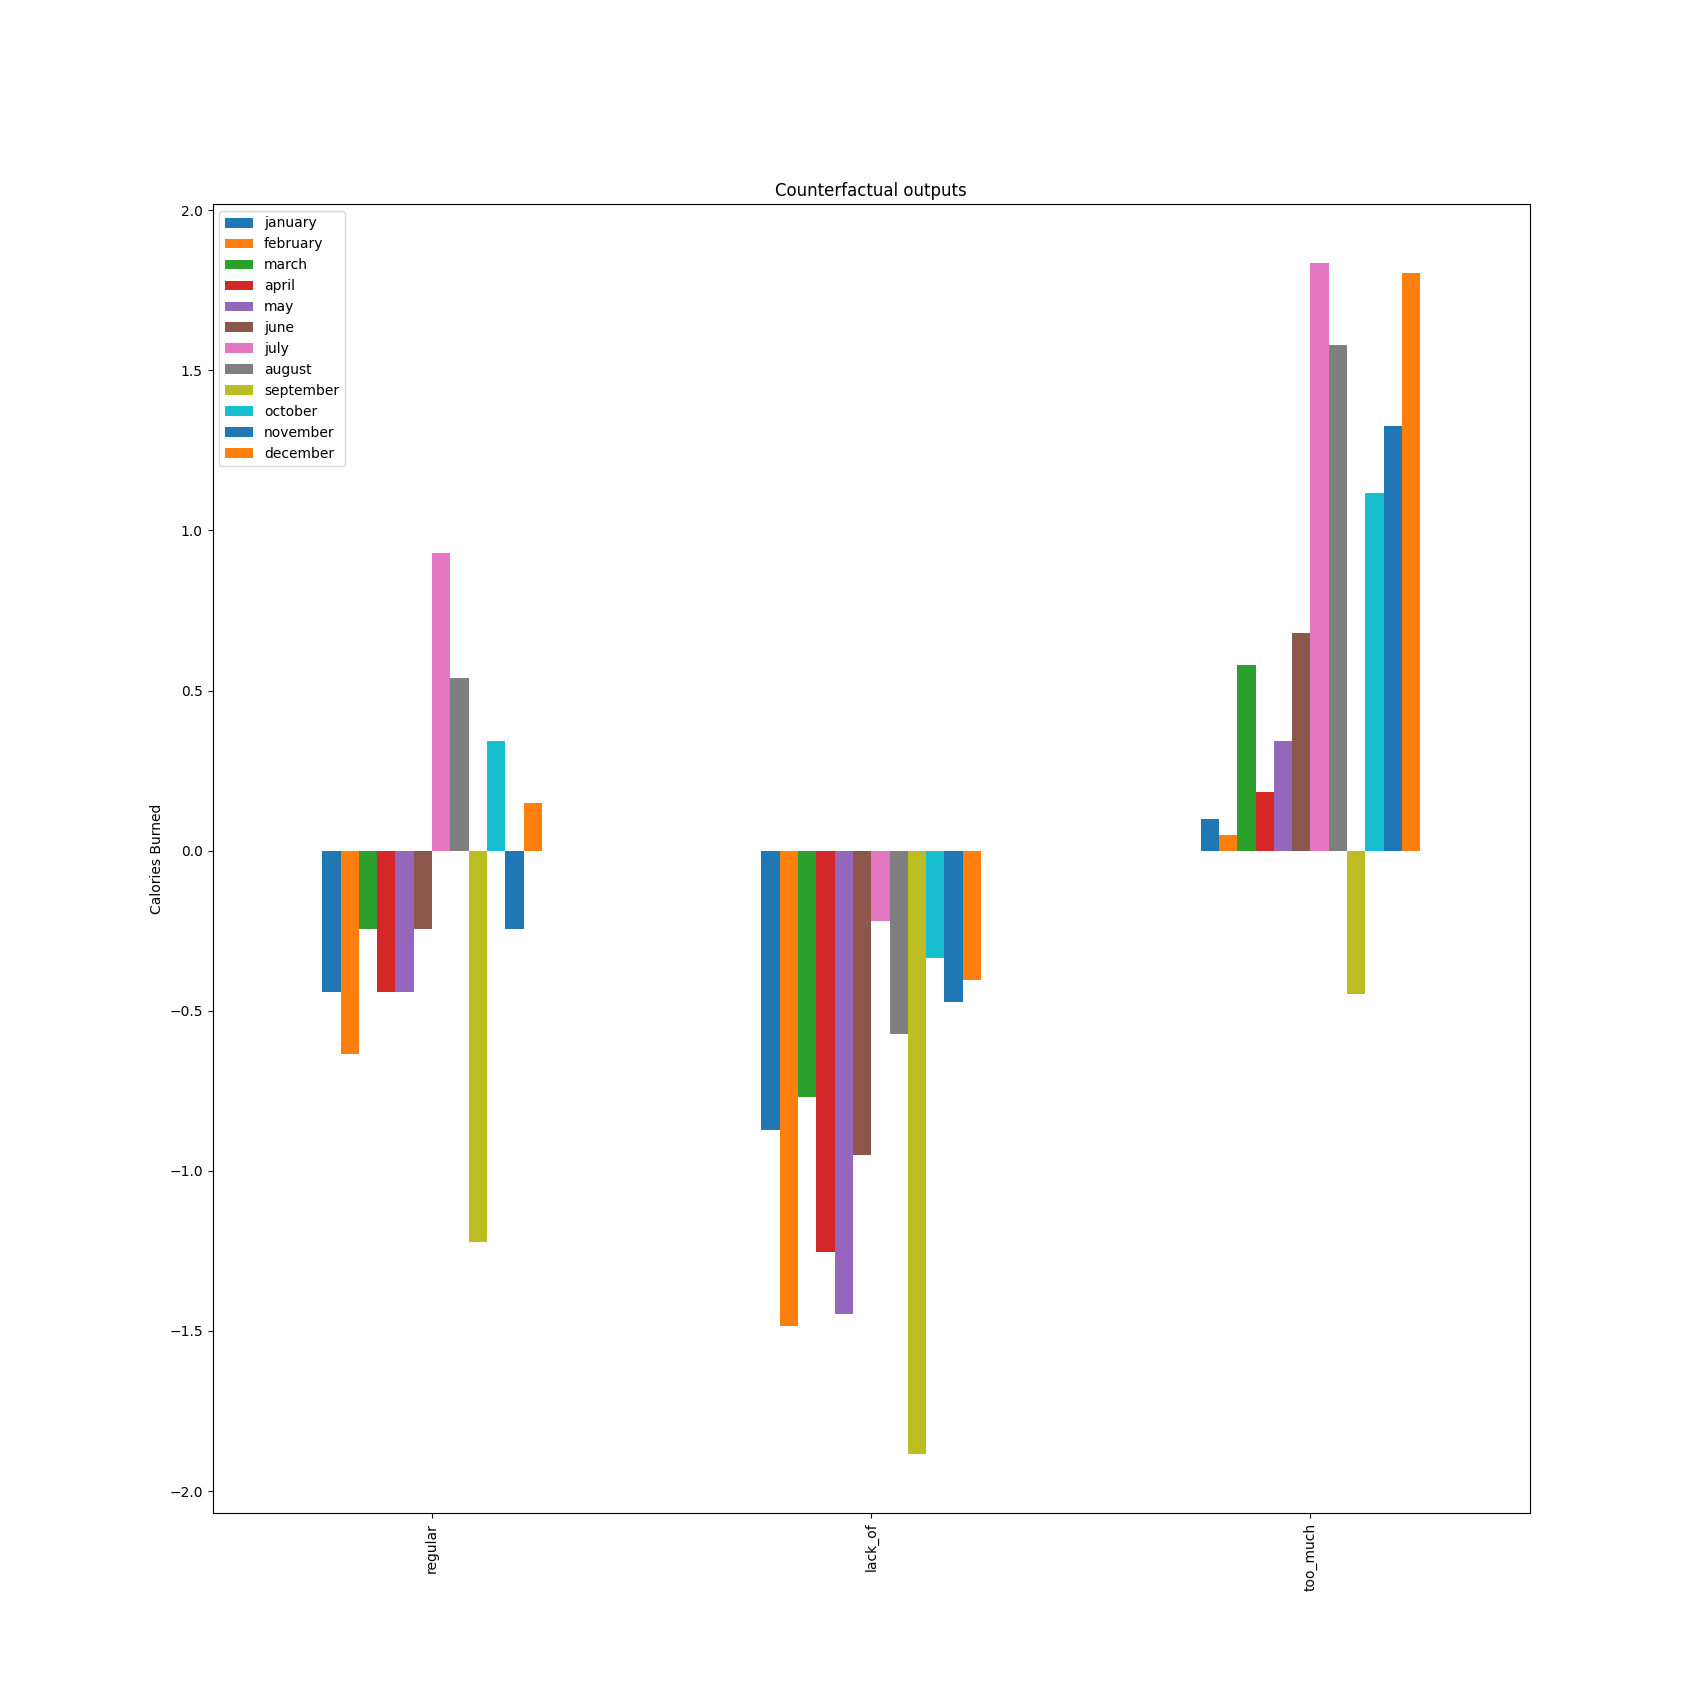 Counterfactual outputs
2.0
1.5
1.0
0.5
0.0
−0.5
−1.0
−1.5
−2.0
Calories Burned
january
february
march
april
may
june
july
august
september
october
november
december
regular
lack_of
too_much